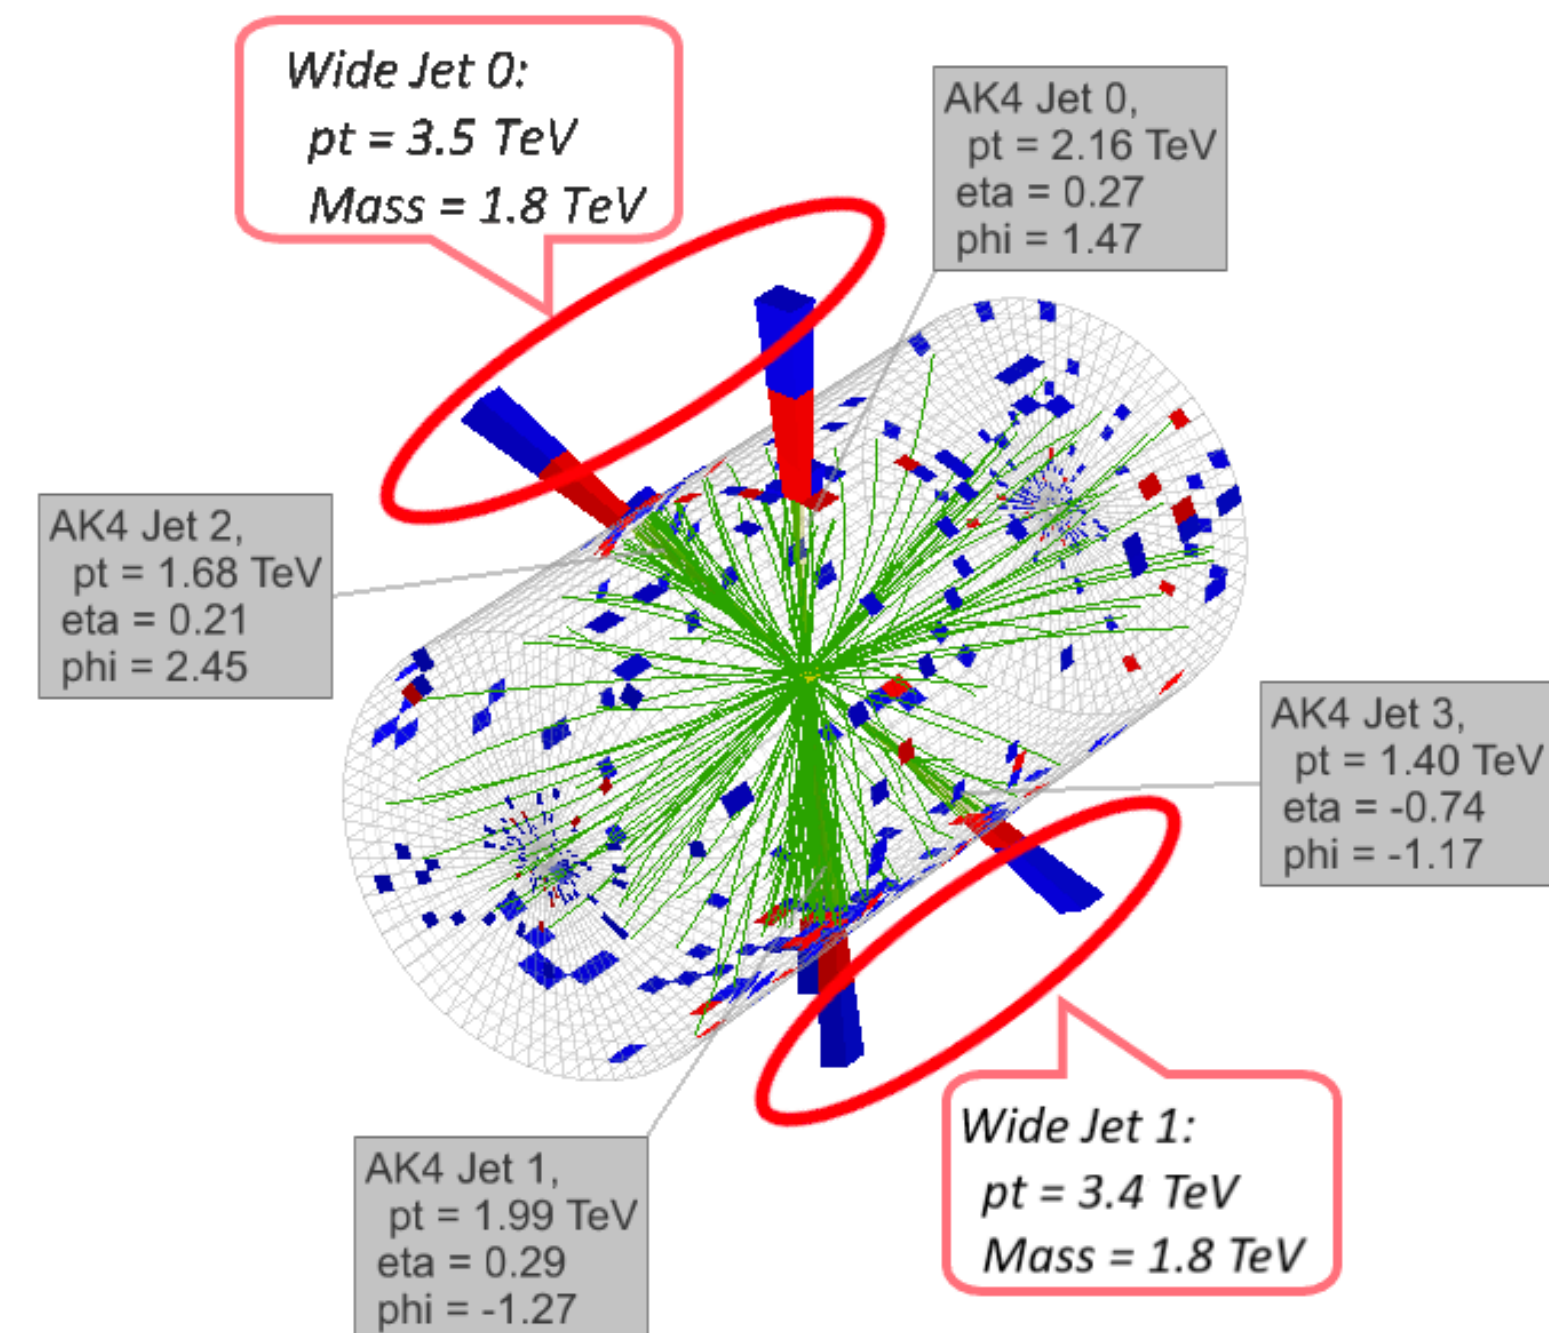 Wide Jet 0:
pt = 3.5 TeV
Mass = 1.8 TeV
AK4 Jet 0,
pt = 2.16 TeV
eta = 0.27
phi = 1.47
AK4 Jet 2,
pt = 1.68 TeV
eta = 0.21
phi = 2.45
AK4 Jet 3,
pt = 1.40 TeV
eta = -0.74
phi = -1.17
Wide Jet 1:
pt = 3.4 TeV
Mass = 1.8 TeV
AK4 Jet 1,
pt = 1.99 TeV
eta = 0.29
phi = -1.27